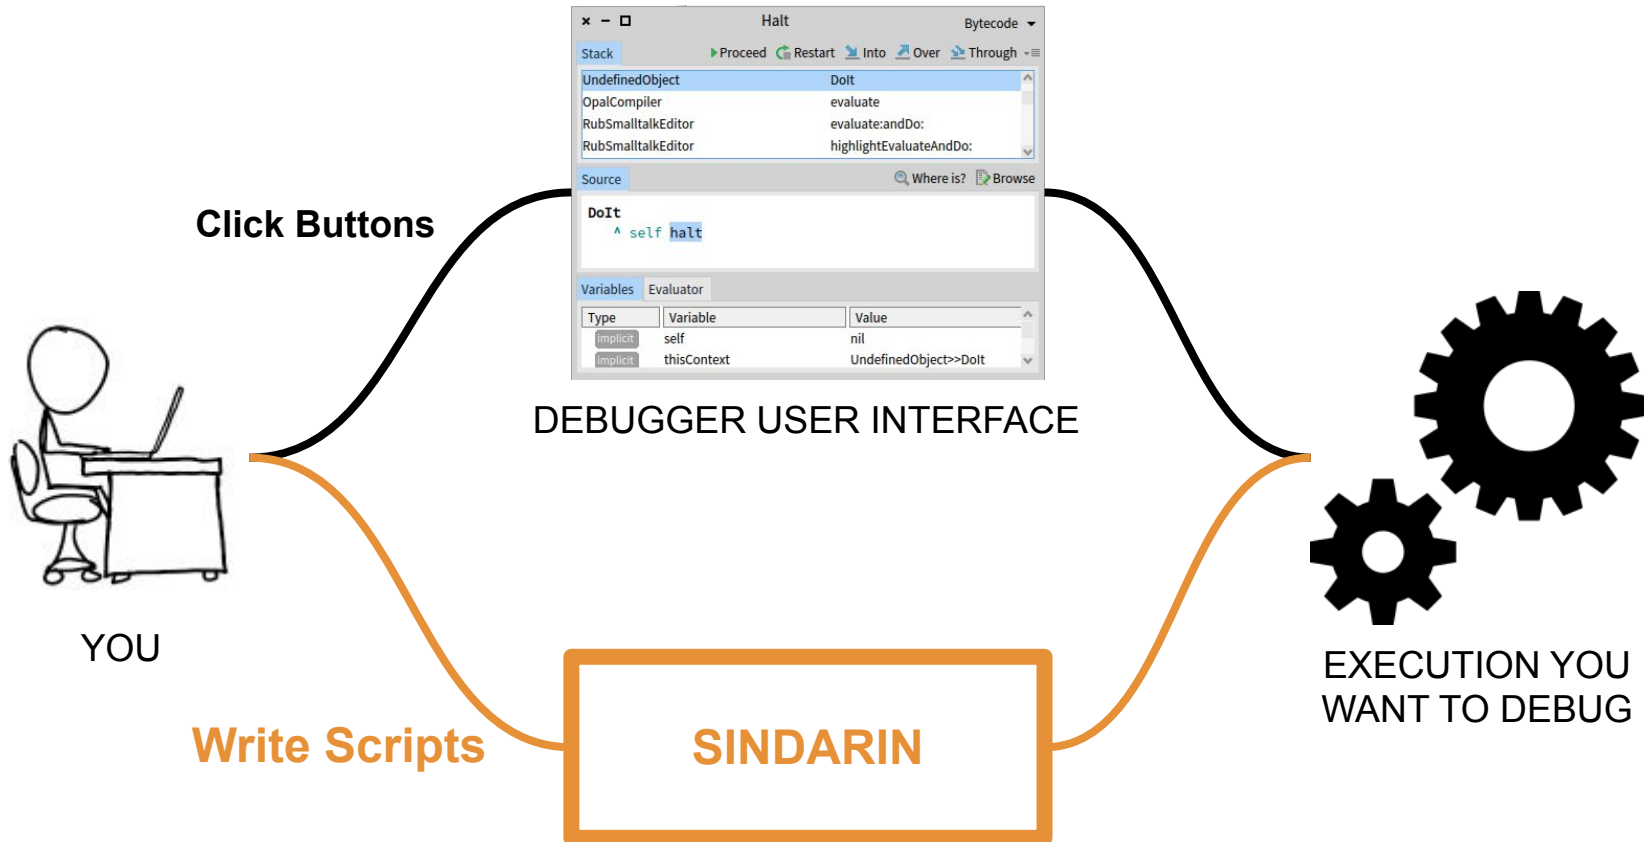 Halt
Bytecode
Stack
Proceed Restart Into Over Through
UndefinedObject DoIt
OpalCompiler evaluate
RubSmalltalkEditor evaluate:andDo:
RubSmalltalkEditor highlightEvaluateAndDo:
Source
Where is? Browse
DoIt
^ self halt
Variables Evaluator
Type Variable Value
implicit self nil
implicit thisContext UndefinedObject>>DoIt
Click Buttons
DEBUGGER USER INTERFACE
YOU
EXECUTION YOU
WANT TO DEBUG
Write Scripts
SINDARIN